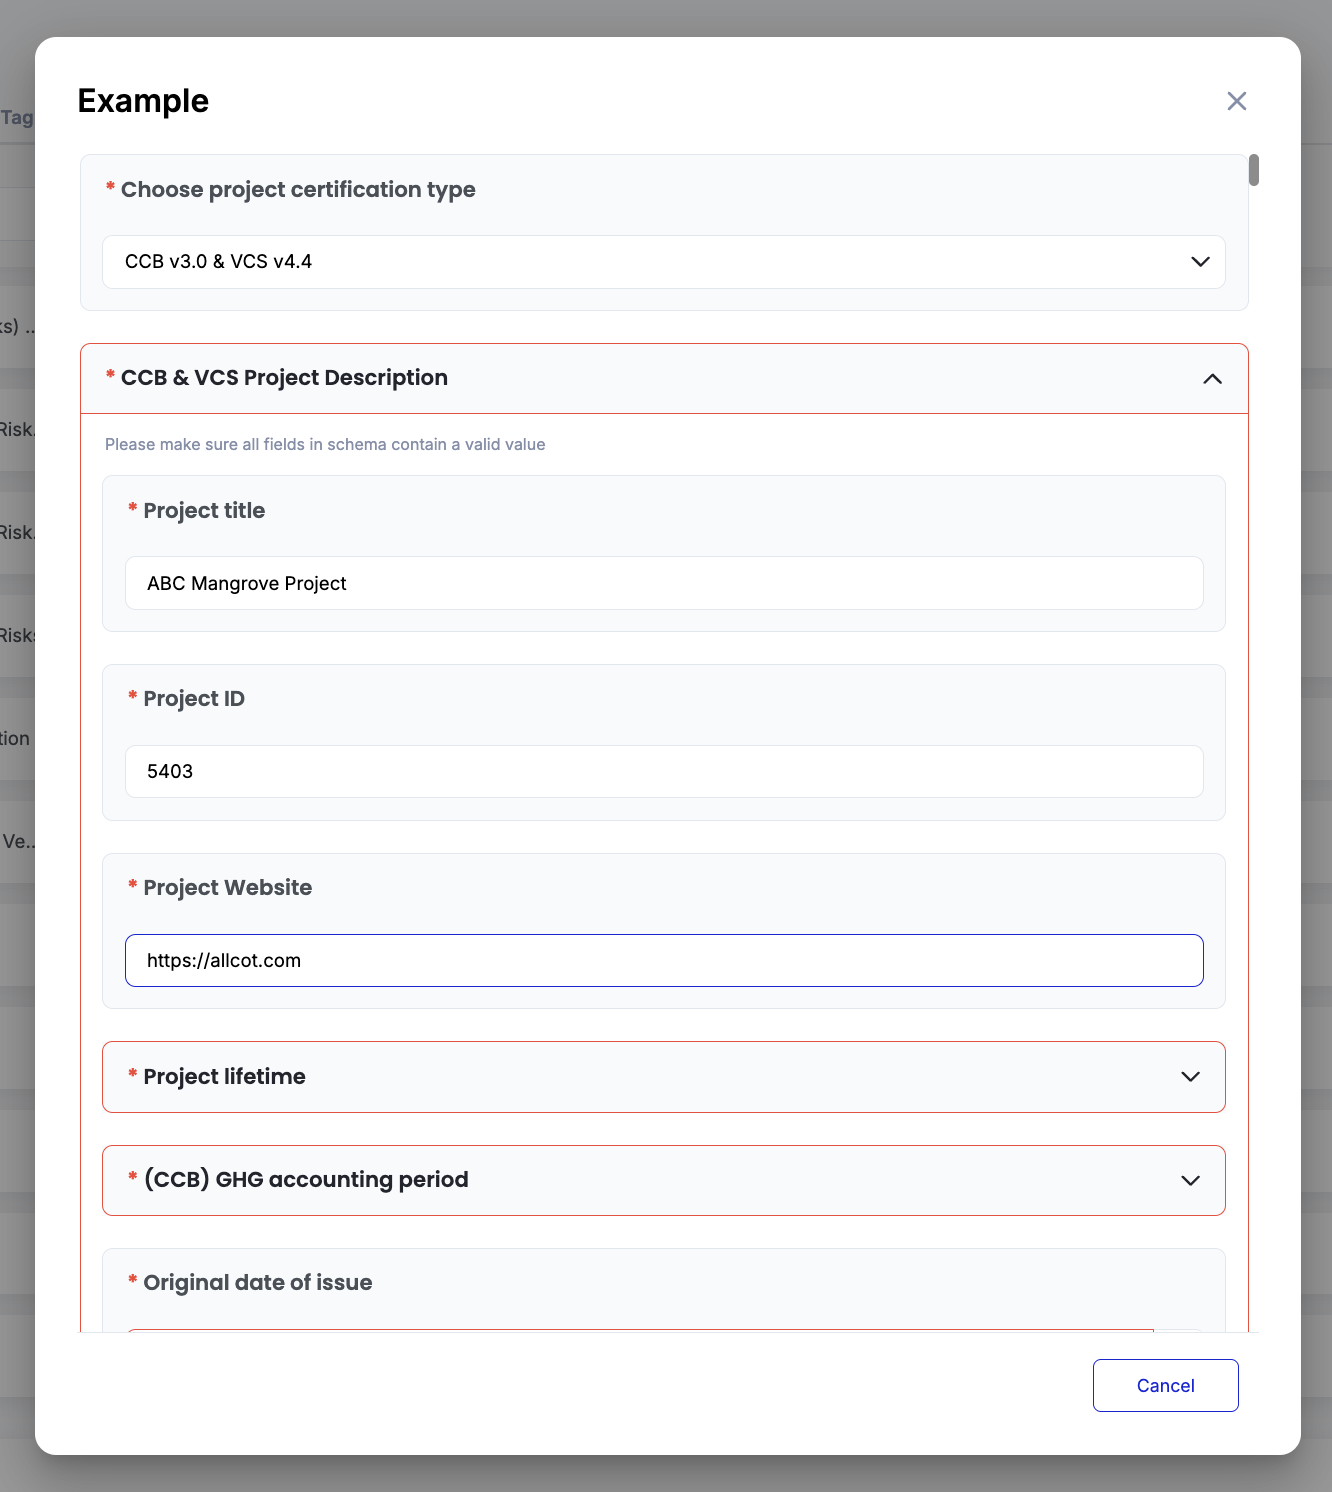 Example
Tag
* Choose project certification type
CCB v3.0 & VCS v4.4
ks) ...
* CCB & VCS Project Description
Risk.
Please make sure all fields in schema contain a valid value
* Project title
Risk.
ABC Mangrove Project
Risks
* Project ID
tion
5403
Ve...
* Project Website
https://allcot.com
* Project lifetime
* (CCB) GHG accounting period
* Original date of issue
Cancel